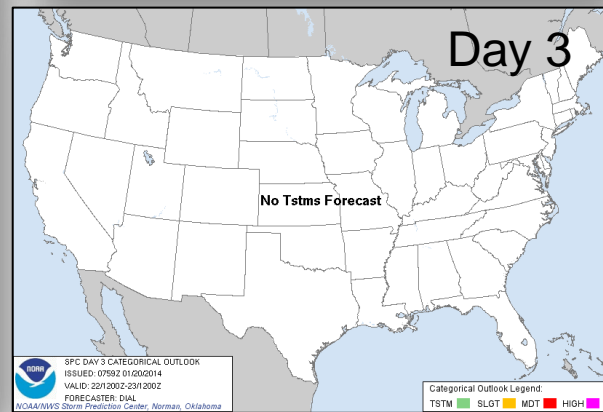 Day 3
No Tstms Forecast
NOAA
SPC DAY 3 CATEGORICAL OUTLOOK
ISSUED: 0759Z 01/20/2014
VALID: 22/1200Z-23/1200Z
FORECASTER: DIAL
NOAA/NWS Storm Prediction Center, Norman, Oklahoma
Categorical Outlook Legend:
TSTM SLGT MDT HIGH